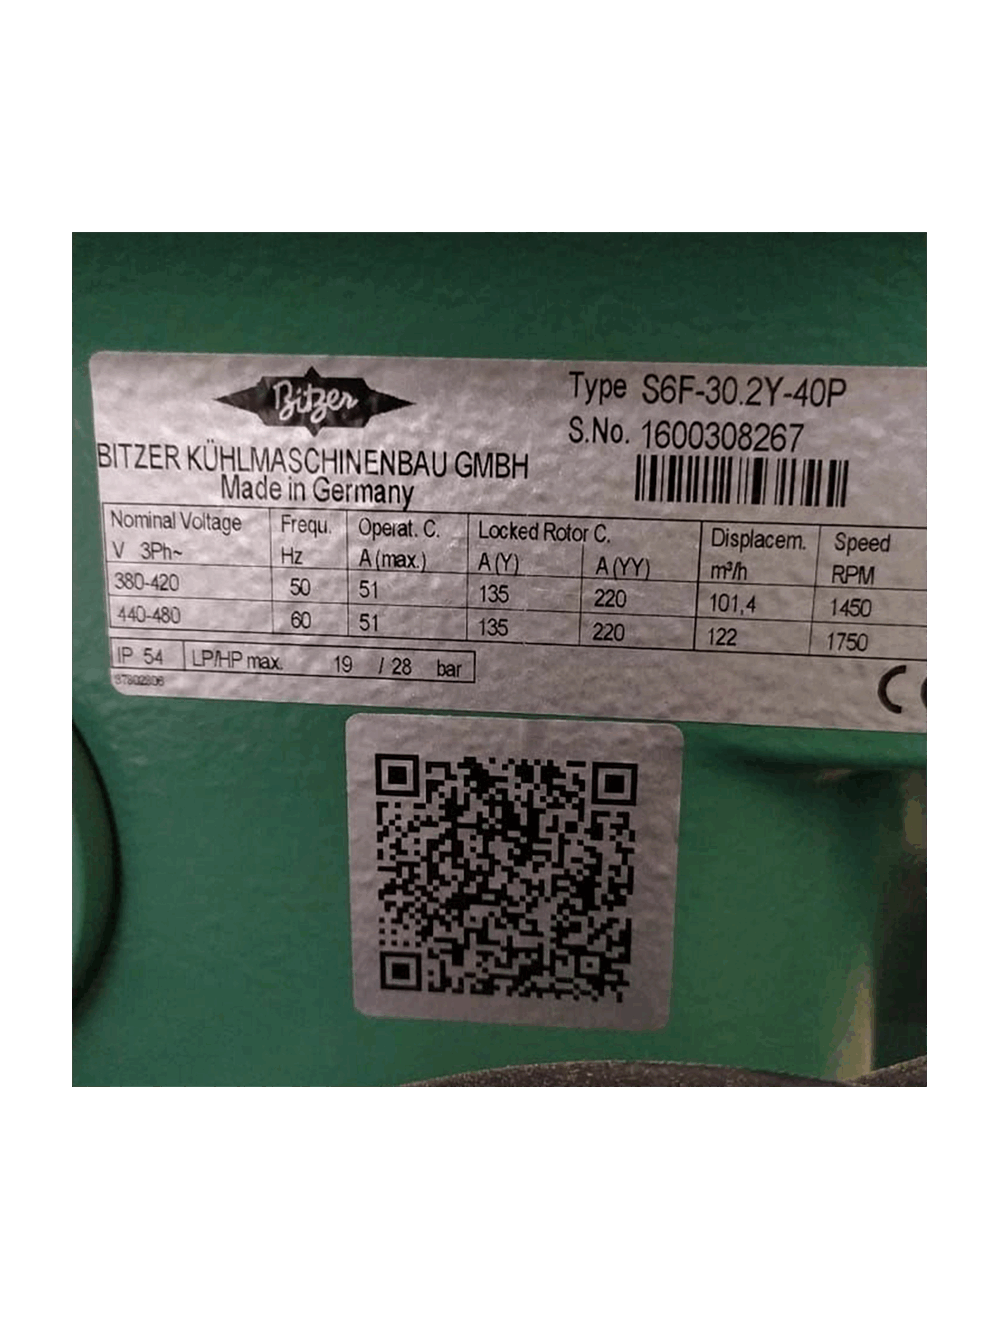 Bitzer
BITZER KÜHLMASCHINENBAU GMBH
Made in Germany
Type S6F-30.2Y-40P
S.No. 1600308267
Nominal Voltage Frequ. Operat. C. Locked Rotor C. Displacem. Speed
V 3Ph~ Hz A (max.) A (Y) A (YY) m³/h RPM
380-420 50 51 135 220 101,4 1450
440-480 60 51 135 220 122 1750
IP 54 LP/HP max. 19 / 28 bar